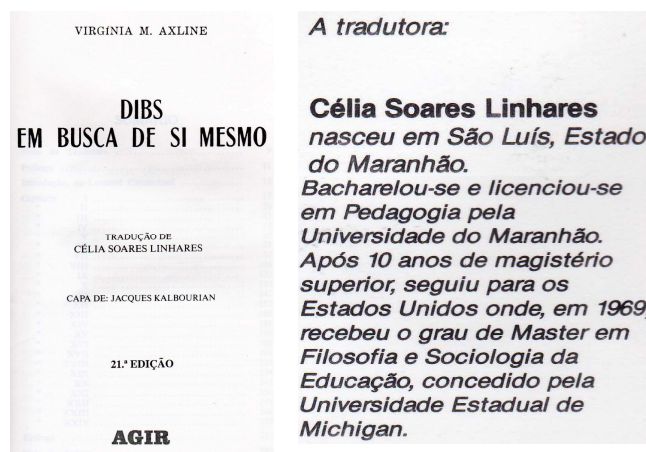 VIRGÍNIA M. AXLINE
DIBS
EM BUSCA DE SI MESMO
TRADUÇÃO DE
CÉLIA SOARES LINHARES
CAPA DE: JACQUES KALBOURIAN
21.ª EDIÇÃO
AGIR
A tradutora:
Célia Soares Linhares
nasceu em São Luís, Estado
do Maranhão.
Bacharelou-se e licenciou-se
em Pedagogia pela
Universidade do Maranhão.
Após 10 anos de magistério
superior, seguiu para os
Estados Unidos onde, em 1969,
recebeu o grau de Master em
Filosofia e Sociologia da
Educação, concedido pela
Universidade Estadual de
Michigan.